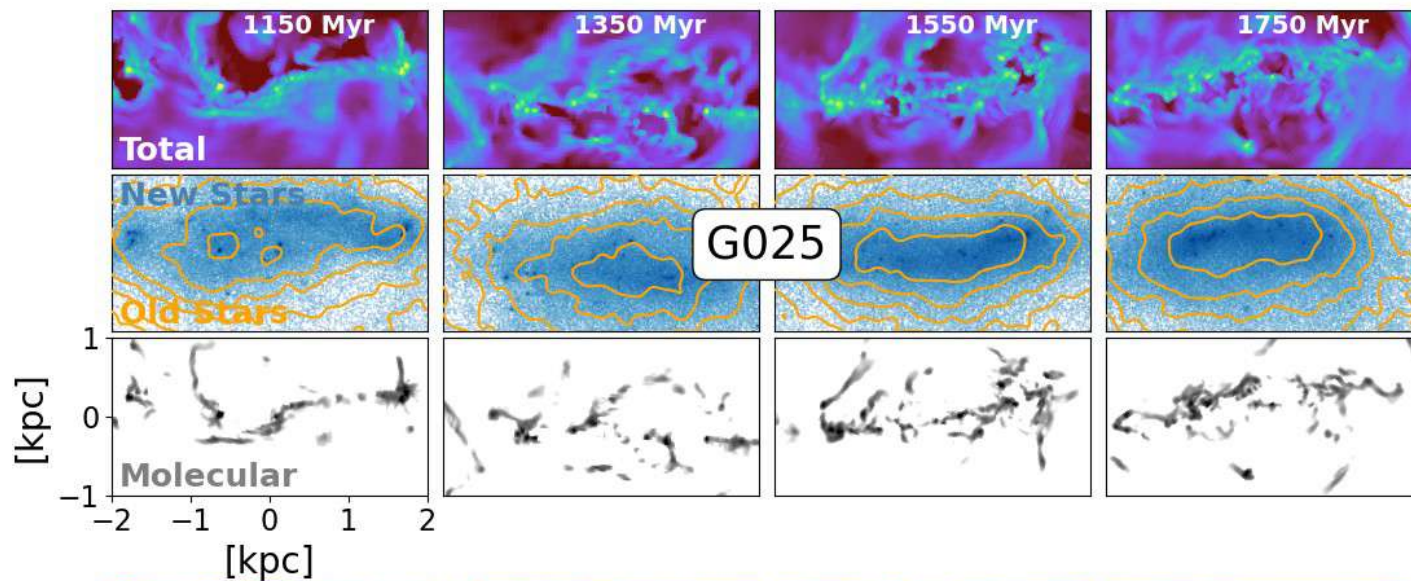 1150 Myr
1350 Myr
1550 Myr
1750 Myr
Total
New Stars
G025
Old Stars
1
0
−1
[kpc]
Molecular
−2 −1 0 1 2
[kpc]